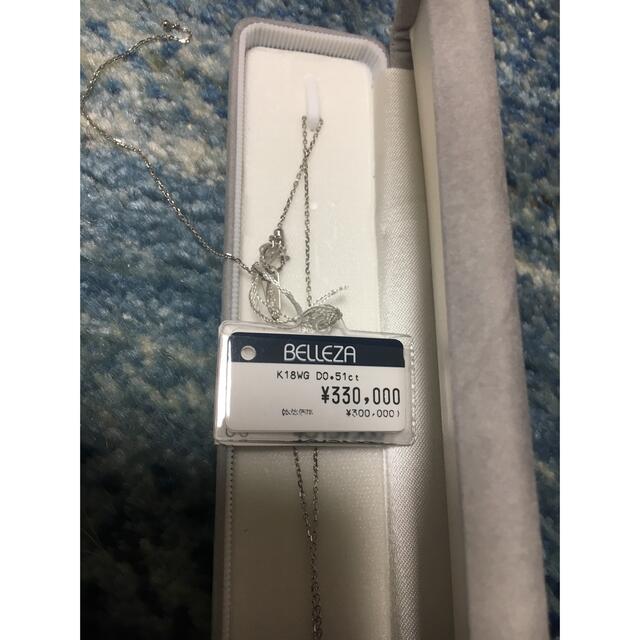 BELLEZA
K18WG D0.51ct
¥330,000
¥300,000)